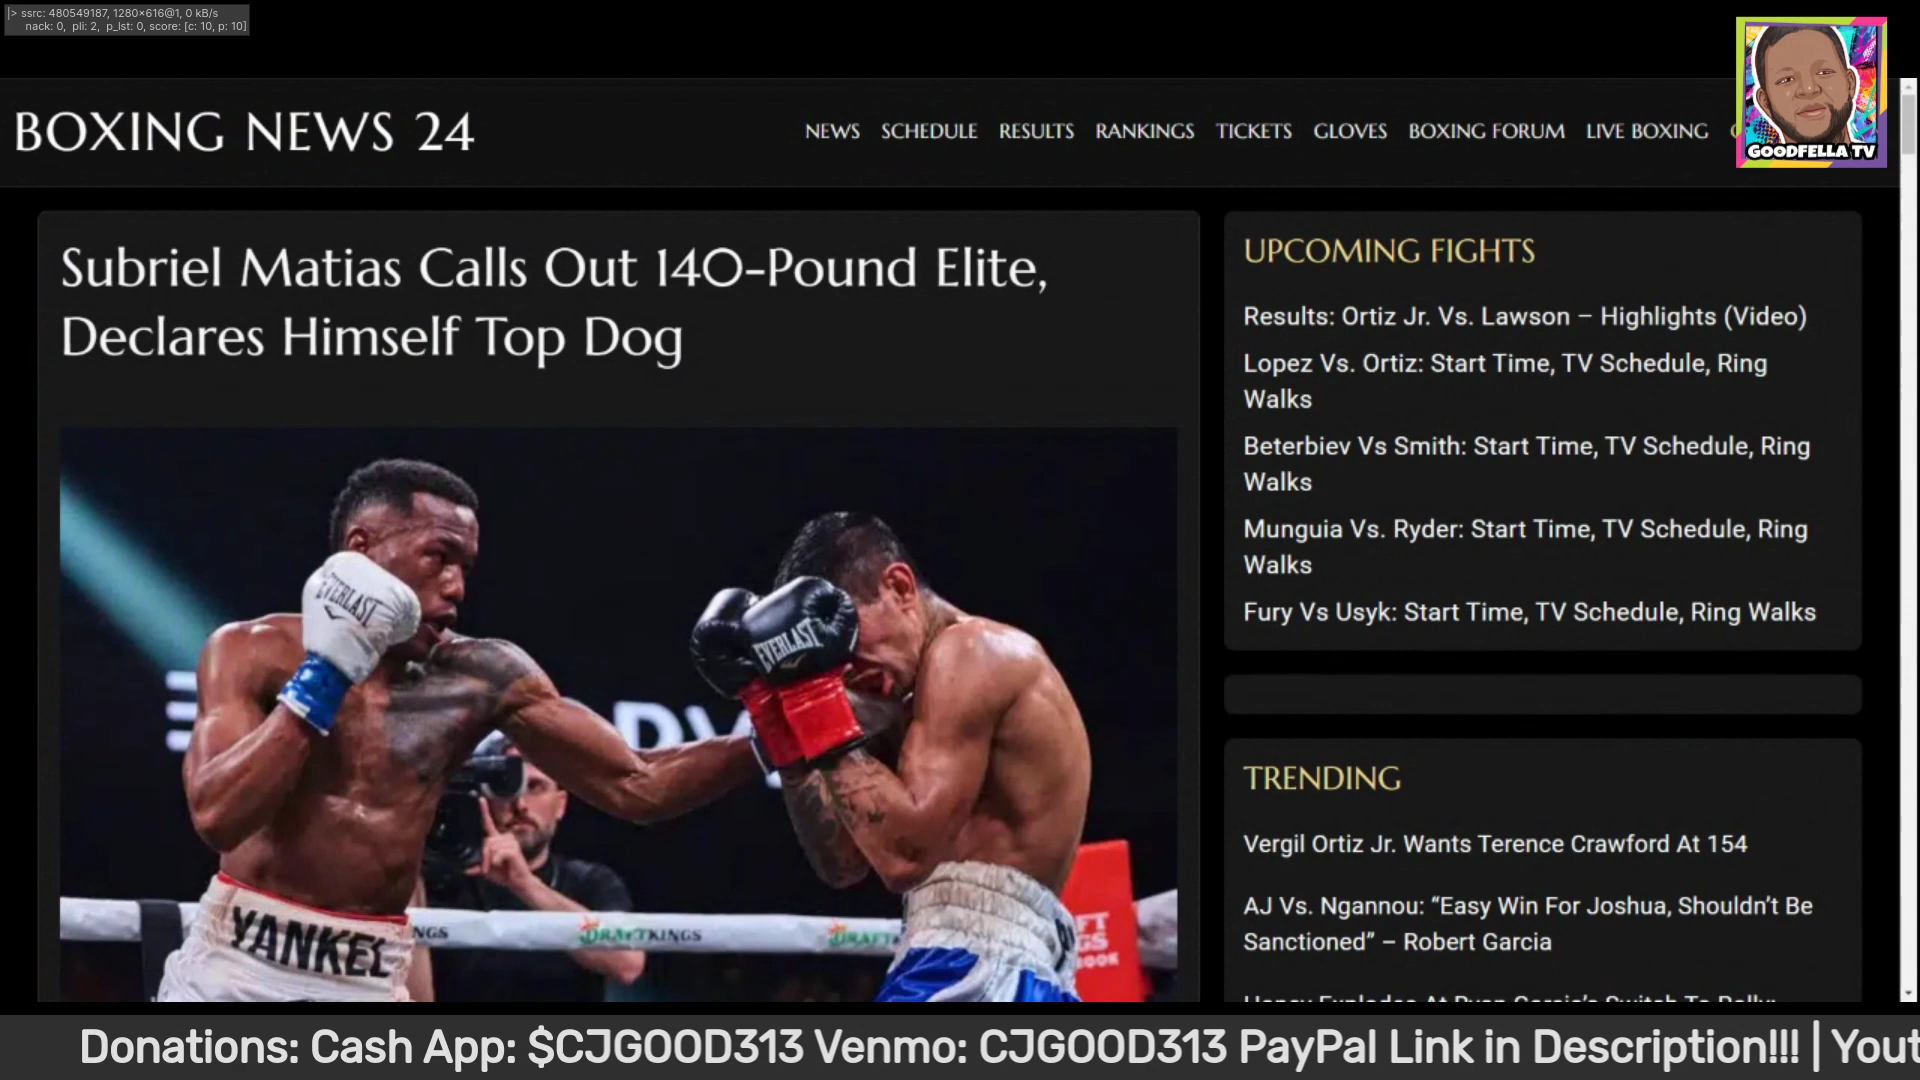 |> ssrc: 480549187, 1280×616@1, 0 kB/s
nack: 0, pli: 2, p_lst: 0, score: [c: 10, p: 10]
GOODFELLA TV
BOXING NEWS 24
NEWS SCHEDULE RESULTS RANKINGS TICKETS GLOVES BOXING FORUM LIVE BOXING
Subriel Matias Calls Out 140-Pound Elite,
Declares Himself Top Dog
EVERLAST
EVERLAST
YANKEL
DRAFTKINGS
UPCOMING FIGHTS
Results: Ortiz Jr. Vs. Lawson – Highlights (Video)
Lopez Vs. Ortiz: Start Time, TV Schedule, Ring
Walks
Beterbiev Vs Smith: Start Time, TV Schedule, Ring
Walks
Munguia Vs. Ryder: Start Time, TV Schedule, Ring
Walks
Fury Vs Usyk: Start Time, TV Schedule, Ring Walks
TRENDING
Vergil Ortiz Jr. Wants Terence Crawford At 154
AJ Vs. Ngannou: “Easy Win For Joshua, Shouldn’t Be
Sanctioned” – Robert Garcia
Donations: Cash App: $CJGOOD313 Venmo: CJGOOD313 PayPal Link in Description!!! | Yout